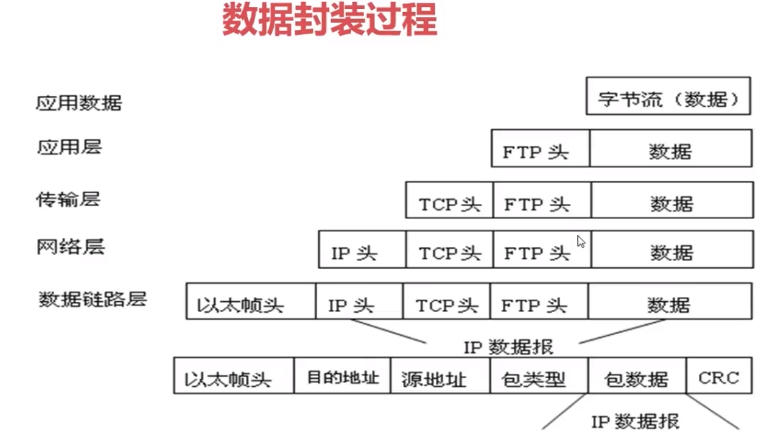 数据封装过程
应用数据 字节流（数据）
应用层 FTP 头 数据
传输层 TCP 头 FTP 头 数据
网络层 IP 头 TCP 头 FTP 头 数据
数据链路层 以太帧头 IP 头 TCP 头 FTP 头 数据
IP 数据报
以太帧头 目的地址 源地址 包类型 包数据 CRC
IP 数据报